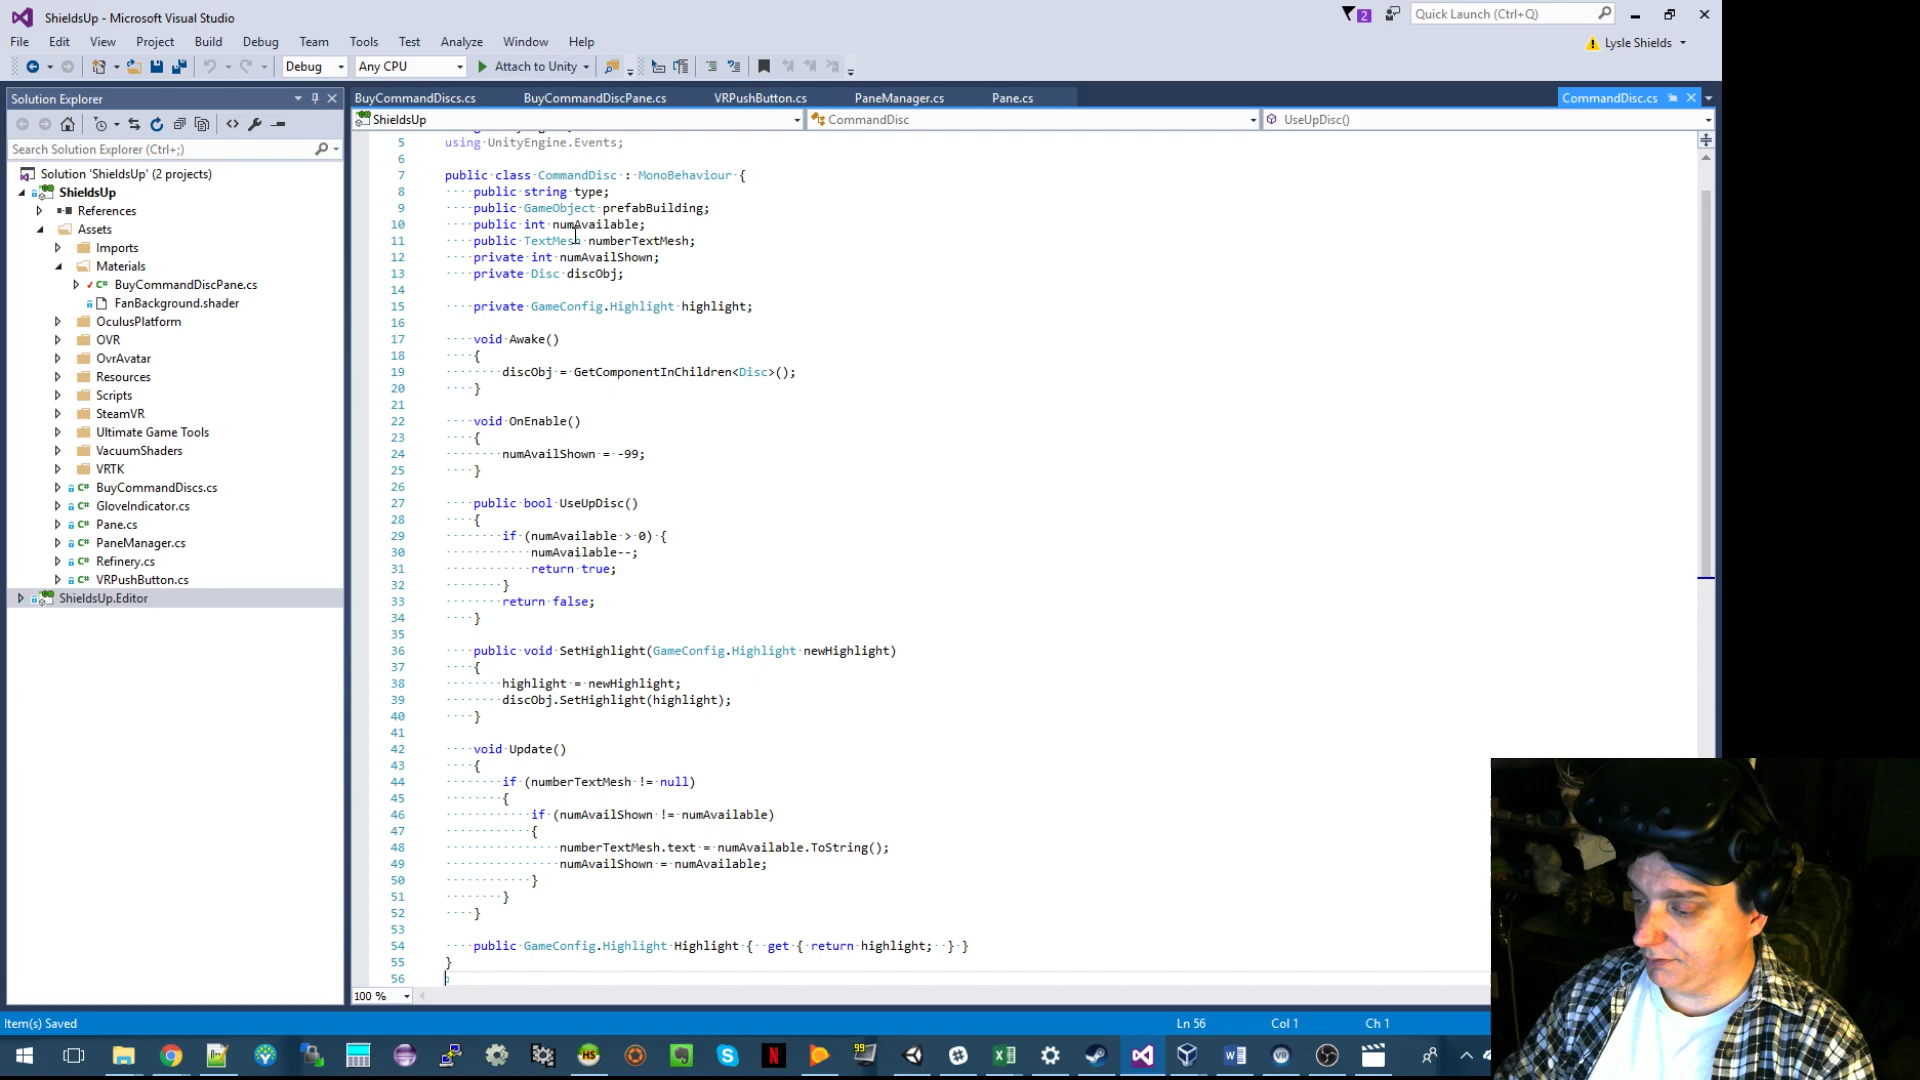 ShieldsUp - Microsoft Visual Studio
2
Quick Launch (Ctrl+Q)
File Edit View Project Build Debug Team Tools Test Analyze Window Help
Lysle Shields
Debug Any CPU Attach to Unity
Solution Explorer
BuyCommandDiscs.cs BuyCommandDiscPane.cs VRPushButton.cs PaneManager.cs Pane.cs CommandDisc.cs
ShieldsUp CommandDisc UseUpDisc()
Search Solution Explorer (Ctrl+;)
Solution 'ShieldsUp' (2 projects)
ShieldsUp
References
Assets
Imports
Materials
BuyCommandDiscPane.cs
FanBackground.shader
OculusPlatform
OVR
OvrAvatar
Resources
Scripts
SteamVR
Ultimate Game Tools
VacuumShaders
VRTK
BuyCommandDiscs.cs
GloveIndicator.cs
Pane.cs
PaneManager.cs
Refinery.cs
VRPushButton.cs
ShieldsUp.Editor
5 using UnityEngine.Events;
6
7 public class CommandDisc : MonoBehaviour {
8 public string type;
9 public GameObject prefabBuilding;
10 public int numAvailable;
11 public TextMesh numberTextMesh;
12 private int numAvailShown;
13 private Disc discObj;
14
15 private GameConfig.Highlight highlight;
16
17 void Awake()
18 {
19 discObj = GetComponentInChildren<Disc>();
20 }
21
22 void OnEnable()
23 {
24 numAvailShown = -99;
25 }
26
27 public bool UseUpDisc()
28 {
29 if (numAvailable > 0) {
30 numAvailable--;
31 return true;
32 }
33 return false;
34 }
35
36 public void SetHighlight(GameConfig.Highlight newHighlight)
37 {
38 highlight = newHighlight;
39 discObj.SetHighlight(highlight);
40 }
41
42 void Update()
43 {
44 if (numberTextMesh != null)
45 {
46 if (numAvailShown != numAvailable)
47 {
48 numberTextMesh.text = numAvailable.ToString();
49 numAvailShown = numAvailable;
50 }
51 }
52 }
53
54 public GameConfig.Highlight Highlight { get { return highlight; } }
55 }
56
100 %
Item(s) Saved Ln 56 Col 1 Ch 1